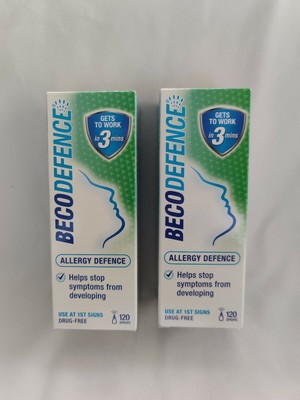 BECODEFENCE
GETS
TO WORK
in 3 mins
ALLERGY DEFENCE
Helps stop
symptoms from
developing
USE AT 1ST SIGNS
DRUG-FREE
120
SPRAYS
BECODEFENCE
GETS
TO WORK
in 3 mins
ALLERGY DEFENCE
Helps stop
symptoms from
developing
USE AT 1ST SIGNS
DRUG-FREE
120
SPRAYS